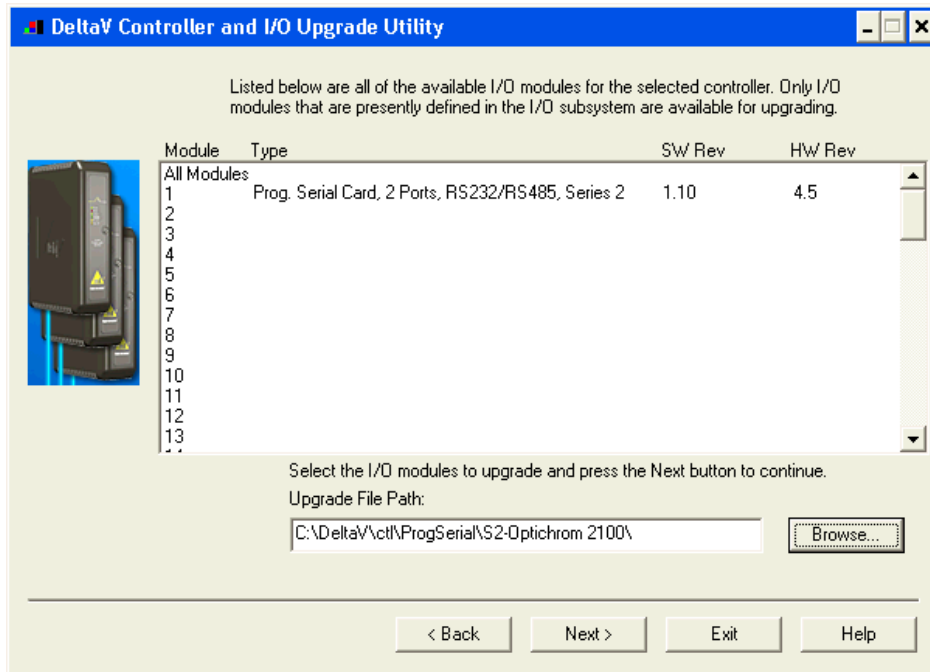 DeltaV Controller and I/O Upgrade Utility
Listed below are all of the available I/O modules for the selected controller. Only I/O
modules that are presently defined in the I/O subsystem are available for upgrading.
Module Type SW Rev HW Rev
All Modules
1 Prog. Serial Card, 2 Ports, RS232/RS485, Series 2 1.10 4.5
2
3
4
5
6
7
8
9
10
11
12
13
Select the I/O modules to upgrade and press the Next button to continue.
Upgrade File Path:
C:\DeltaV\ctl\ProgSerial\S2-Optichrom 2100\
Browse...
< Back Next > Exit Help